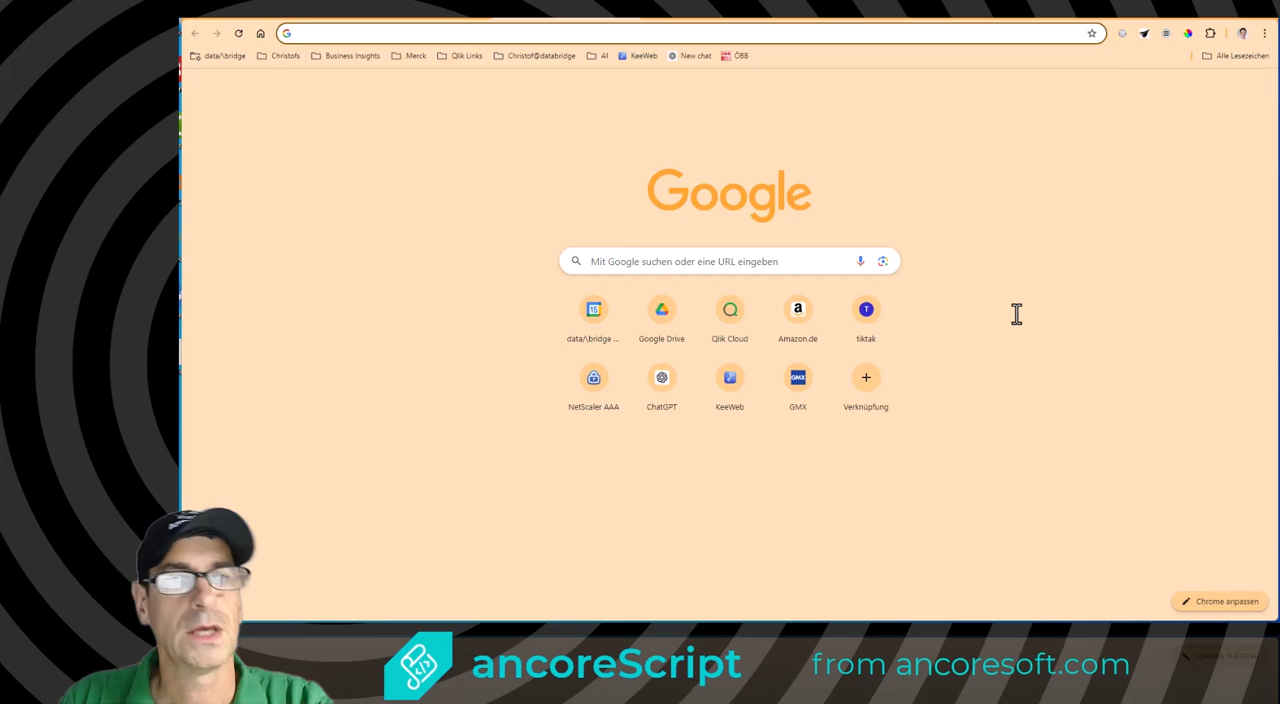 data/\bridge Christofs Business Insights Merck Qlik Links Christof@databridge AI KeeWeb New chat ÖBB Alle Lesezeichen
Google
Mit Google suchen oder eine URL eingeben
15 a T
data/\bridge ... Google Drive Qlik Cloud Amazon.de tiktak
GMX
NetScaler AAA ChatGPT KeeWeb GMX Verknüpfung
Chrome anpassen
ancoreScript from ancoresoft.com